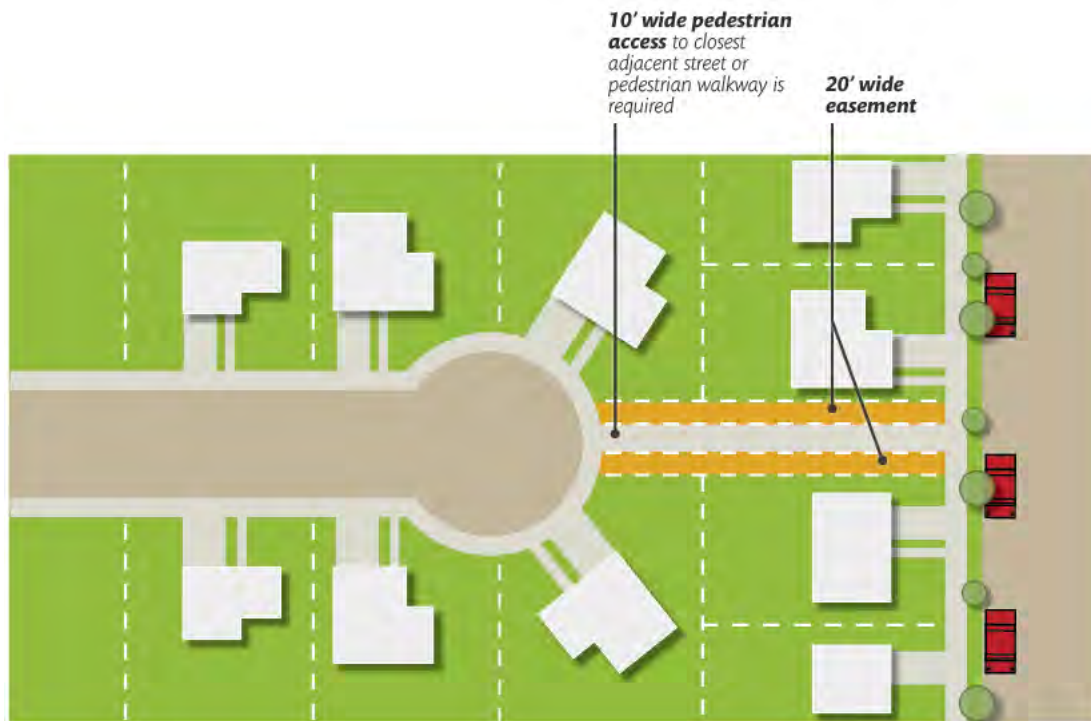 10’ wide pedestrian
access to closest
adjacent street or
pedestrian walkway is
required
20’ wide
easement